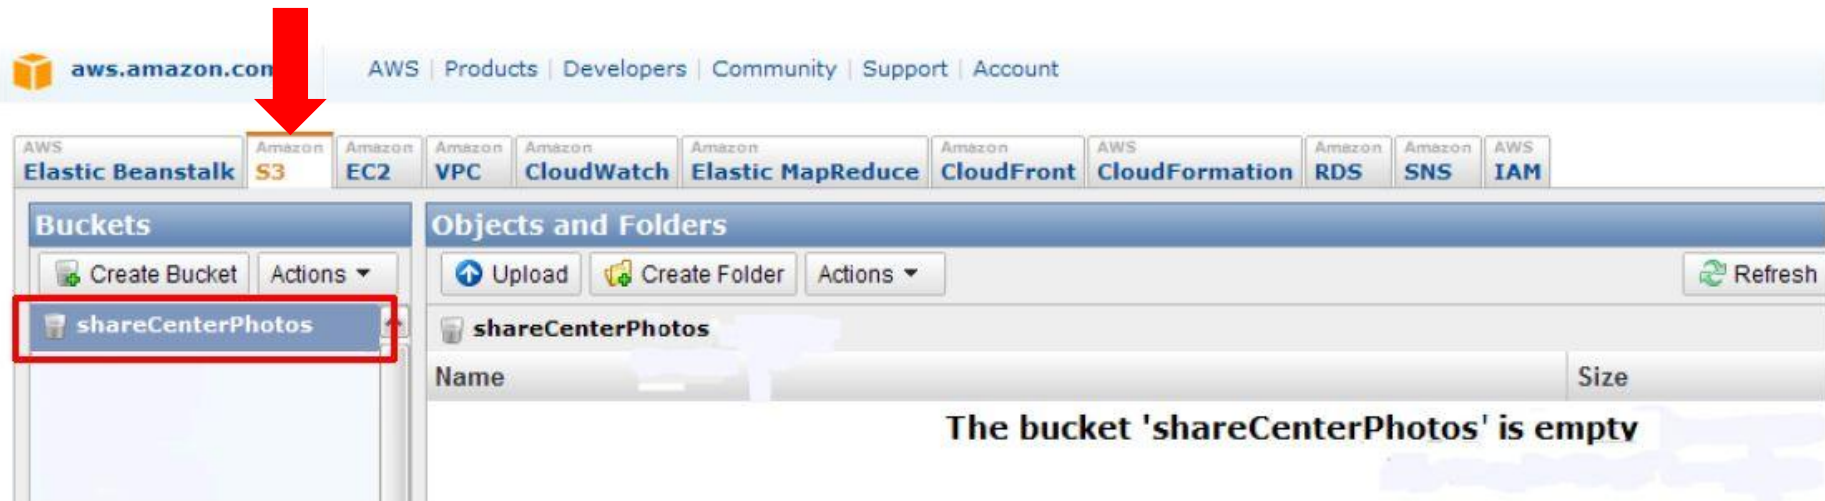 aws.amazon.com AWS | Products | Developers | Community | Support | Account
AWS Amazon Amazon Amazon Amazon Amazon Amazon AWS Amazon Amazon AWS
Elastic Beanstalk S3 EC2 VPC CloudWatch Elastic MapReduce CloudFront CloudFormation RDS SNS IAM
Buckets Objects and Folders
Create Bucket Actions Upload Create Folder Actions Refresh
shareCenterPhotos shareCenterPhotos
Name Size
The bucket 'shareCenterPhotos' is empty